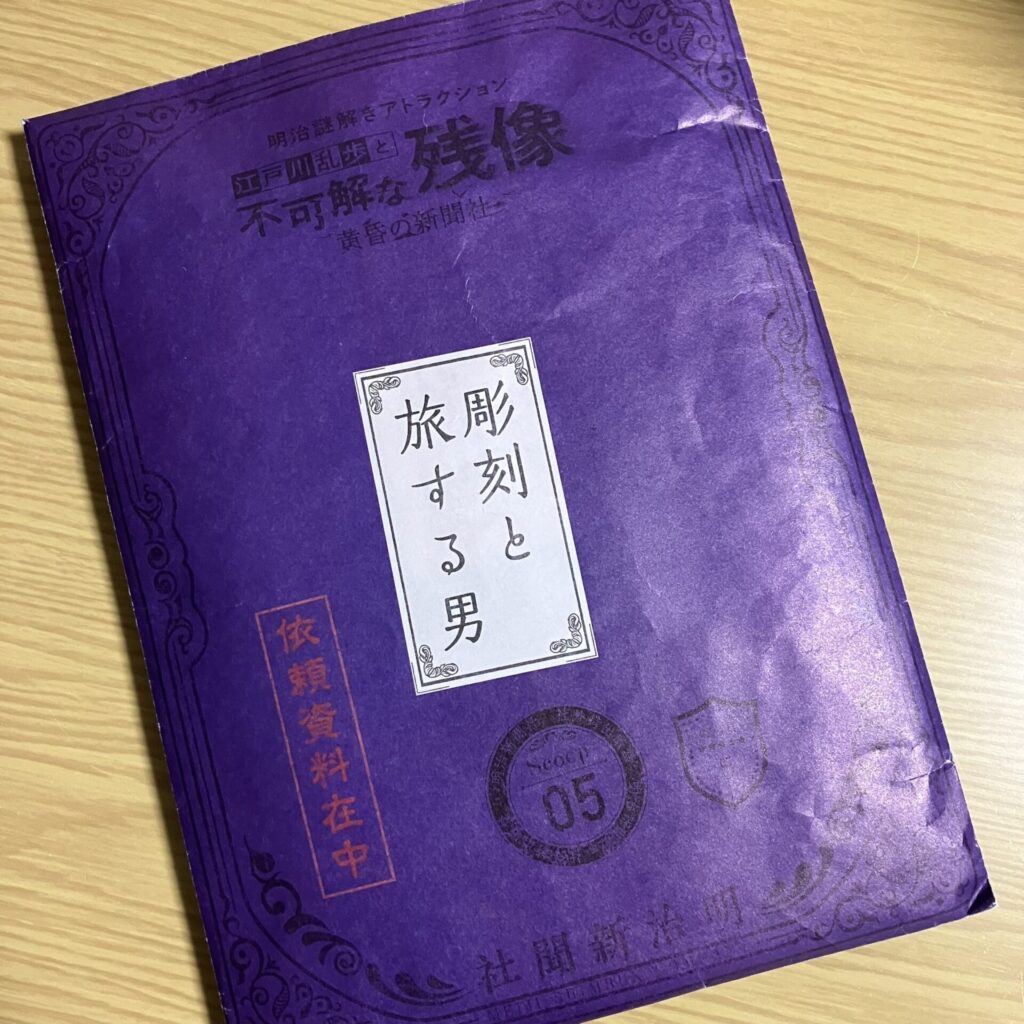 明治謎解きアトラクション
江戸川乱歩と
不可解な残像
黄昏の新聞社
彫刻と
旅する男
依頼資料在中
Scoop
05
社聞新治明
MEIJI SHIMBUN